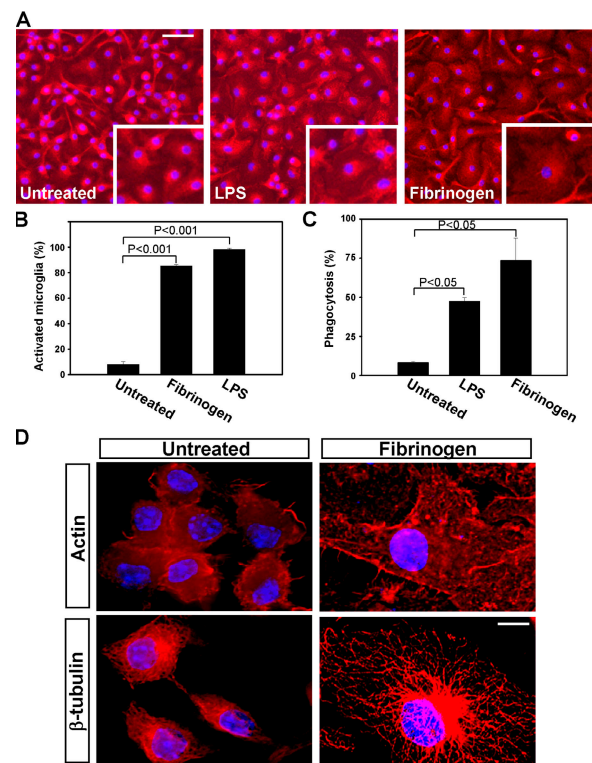 A
Untreated
LPS
Fibrinogen
B
Activated microglia (%)
100
80
60
40
20
0
P<0.001
P<0.001
Untreated
Fibrinogen
LPS
C
Phagocytosis (%)
100
75
50
25
0
P<0.05
P<0.05
Untreated
LPS
Fibrinogen
D
Untreated
Fibrinogen
Actin
β-tubulin